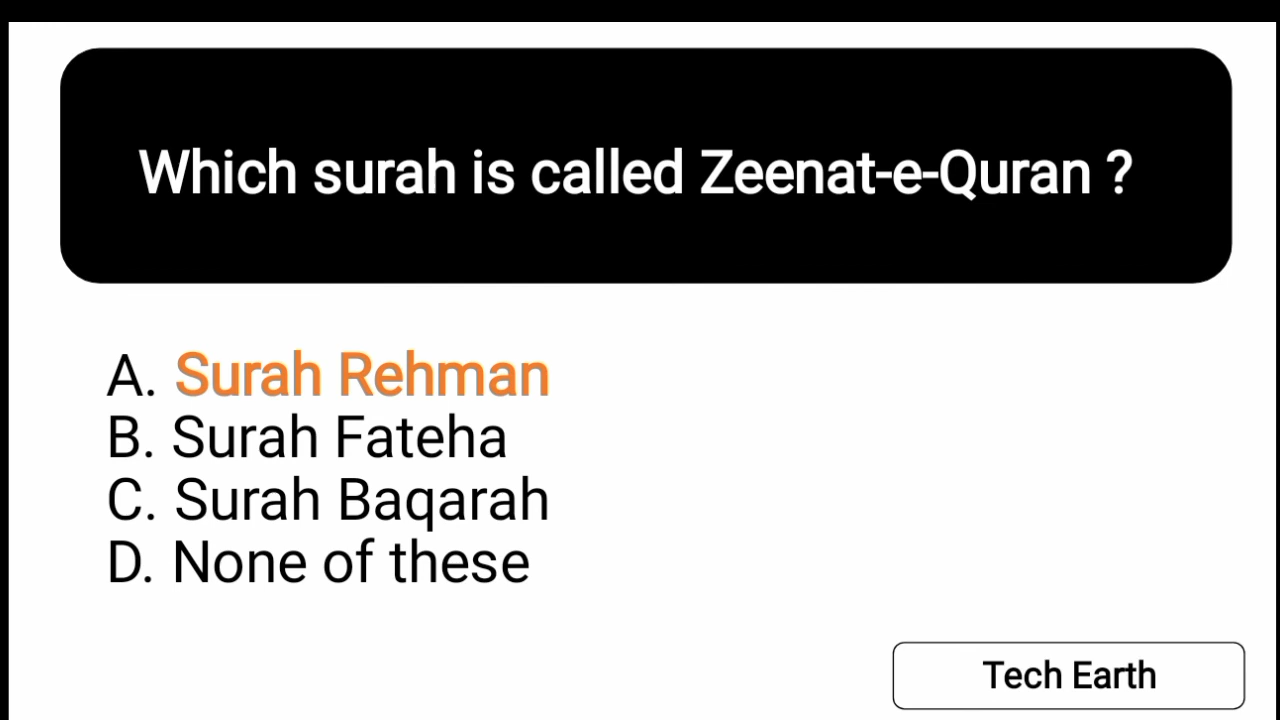 Which surah is called Zeenat-e-Quran ?
A. Surah Rehman
B. Surah Fateha
C. Surah Baqarah
D. None of these
Tech Earth